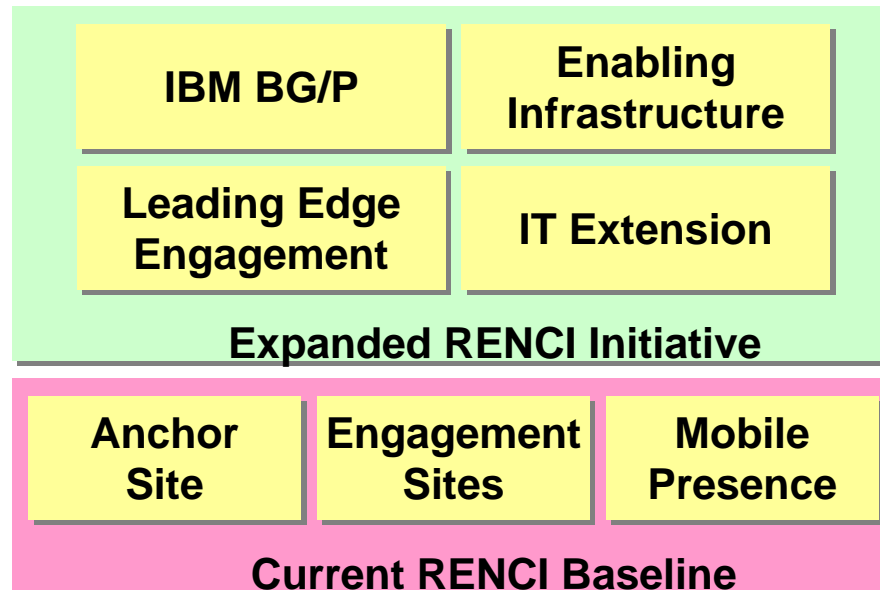 IBM BG/P
Enabling
Infrastructure
Leading Edge
Engagement
IT Extension
Expanded RENCI Initiative
Anchor
Site
Engagement
Sites
Mobile
Presence
Current RENCI Baseline